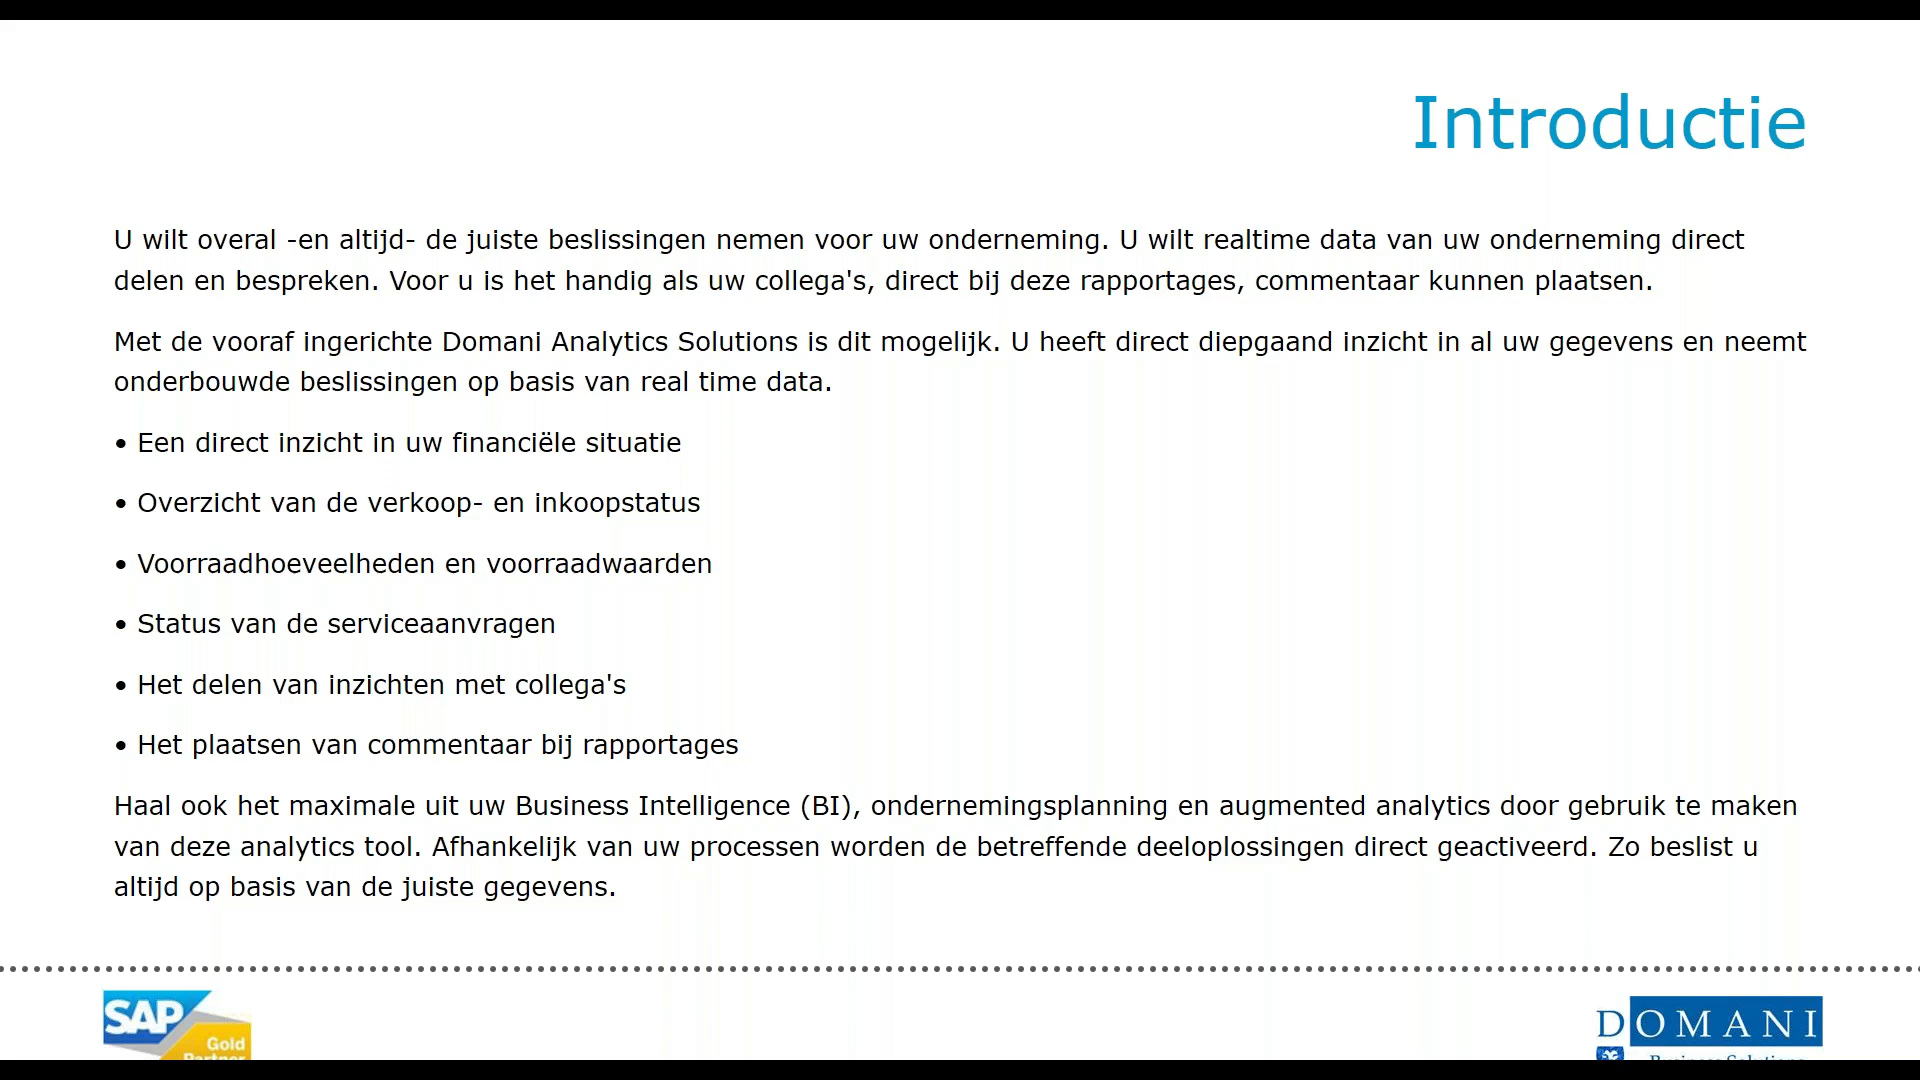 Introductie
U wilt overal -en altijd- de juiste beslissingen nemen voor uw onderneming. U wilt realtime data van uw onderneming direct
delen en bespreken. Voor u is het handig als uw collega's, direct bij deze rapportages, commentaar kunnen plaatsen.
Met de vooraf ingerichte Domani Analytics Solutions is dit mogelijk. U heeft direct diepgaand inzicht in al uw gegevens en neemt
onderbouwde beslissingen op basis van real time data.
• Een direct inzicht in uw financiële situatie
• Overzicht van de verkoop- en inkoopstatus
• Voorraadhoeveelheden en voorraadwaarden
• Status van de serviceaanvragen
• Het delen van inzichten met collega's
• Het plaatsen van commentaar bij rapportages
Haal ook het maximale uit uw Business Intelligence (BI), ondernemingsplanning en augmented analytics door gebruik te maken
van deze analytics tool. Afhankelijk van uw processen worden de betreffende deeloplossingen direct geactiveerd. Zo beslist u
altijd op basis van de juiste gegevens.
SAP
Gold
Partner
DOMANI
Business Solutions